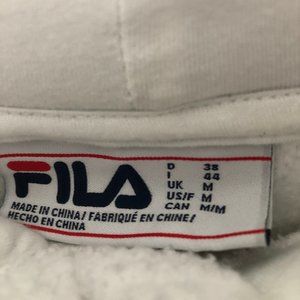 FILA
D 38
I 44
UK M
US/F M
CAN M/M
MADE IN CHINA / FABRIQUÉ EN CHINE /
HECHO EN CHINA